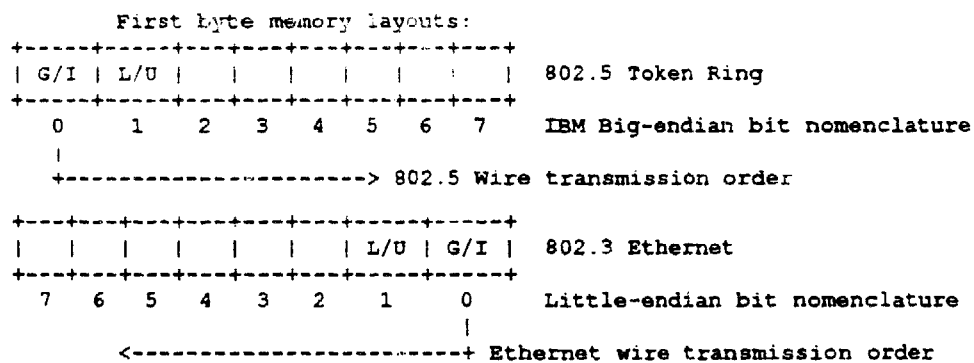 First byte memory layouts:
+-----+-----+---+---+---+---+---+---+
| G/I | L/U |   |   |   |   |   |   | 802.5 Token Ring
+-----+-----+---+---+---+---+---+---+
0 1 2 3 4 5 6 7 IBM Big-endian bit nomenclature
|
+----------------------> 802.5 Wire transmission order
+---+---+---+---+---+---+-----+-----+
|   |   |   |   |   |   | L/U | G/I | 802.3 Ethernet
+---+---+---+---+---+---+-----+-----+
7 6 5 4 3 2 1 0 Little-endian bit nomenclature
|
<-----------------------+ Ethernet wire transmission order